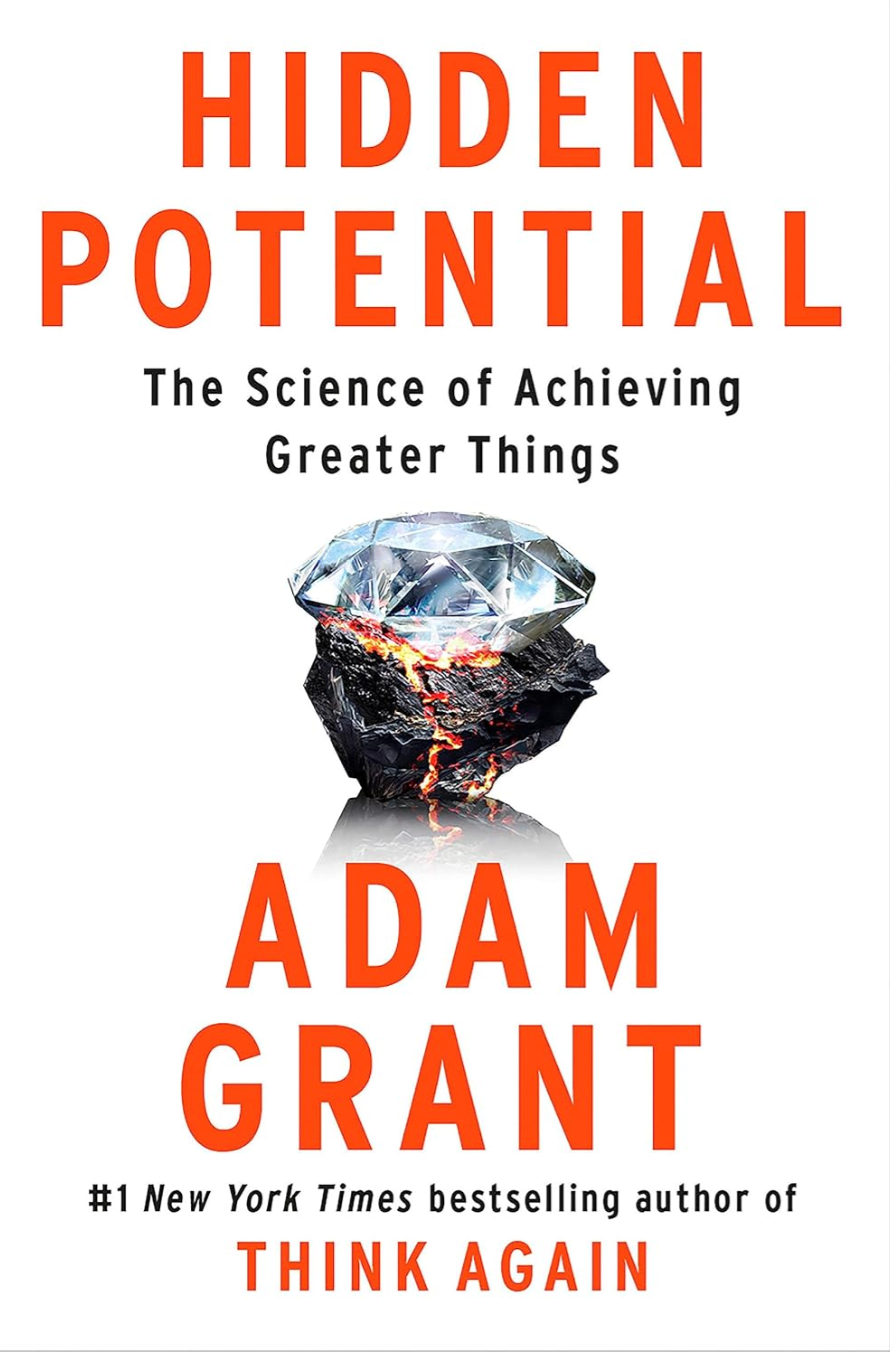 HIDDEN
POTENTIAL
The Science of Achieving
Greater Things
ADAM
GRANT
#1 New York Times bestselling author of
THINK AGAIN